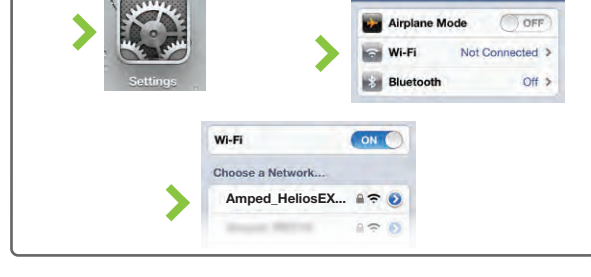 Settings
Airplane Mode OFF
Wi-Fi Not Connected
Bluetooth Off
Wi-Fi ON
Choose a Network...
Amped_HeliosEX...